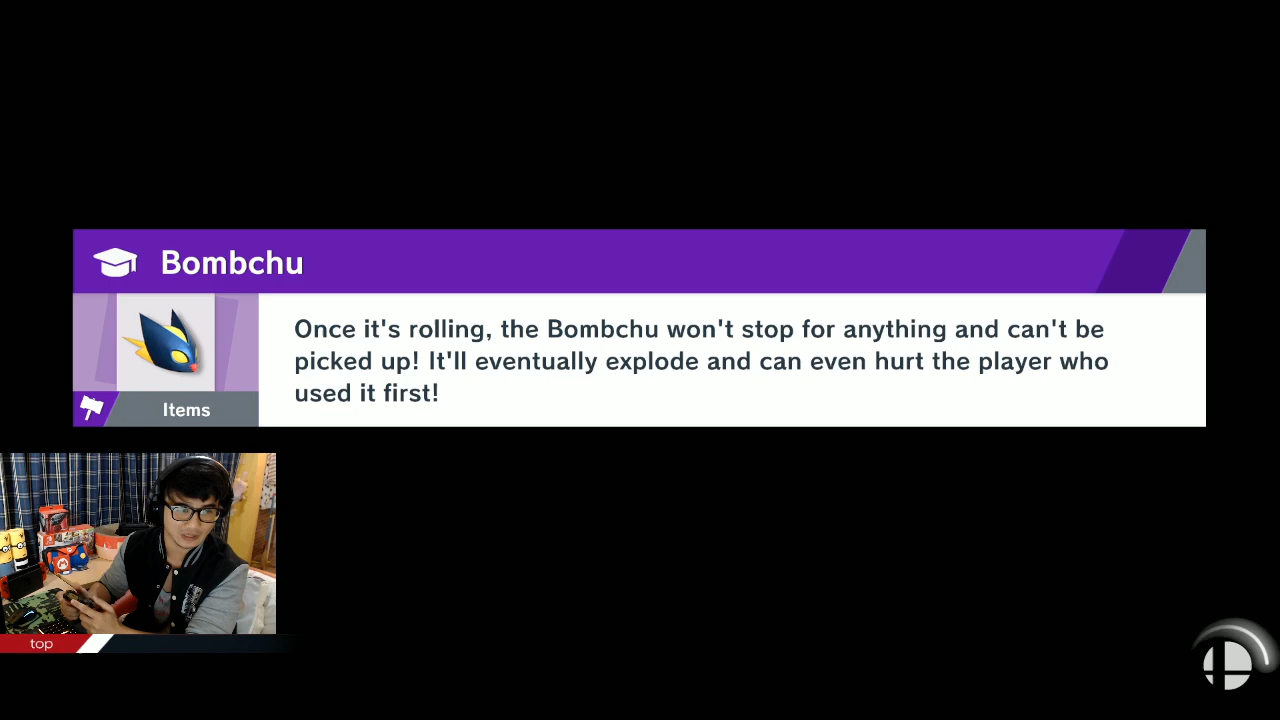 Bombchu
Once it's rolling, the Bombchu won't stop for anything and can't be
picked up! It'll eventually explode and can even hurt the player who
used it first!
Items
top